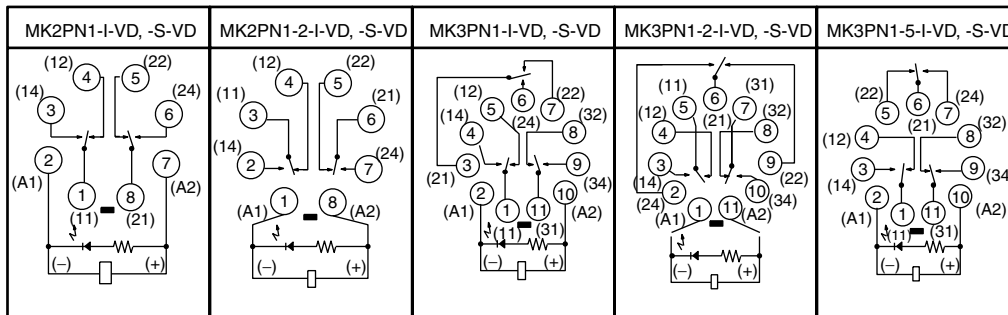 MK2PN1-I-VD, -S-VD
MK2PN1-2-I-VD, -S-VD
MK3PN1-I-VD, -S-VD
MK3PN1-2-I-VD, -S-VD
MK3PN1-5-I-VD, -S-VD
(12) 4 5 (22)
(14) (24)
3 6
2 7
(A1) 1 8 (A2)
(11) (21)
(−) (+)
(12) (22)
4 5
(11) (21)
3 6
(14) 2 7 (24)
(A1) 1 8 (A2)
(−) (+)
(12) 5 6 7 (22)
(14) (24) (32)
4 8
3 9
(21) (34)
2 10
(A1) 1 11 (A2)
(11) (31)
(−) (+)
(11) (31)
5 6 7
(12) (21) (32)
4 8
3 9
(14) 2 10 (22)
(24) (34)
(A1) 1 11 (A2)
(−) (+)
(22) 5 6 7 (24)
(12) 4 (21) 8 (32)
3 9
(14) (34)
2 10
(A1) 1 11 (A2)
(11) (31)
(−) (+)